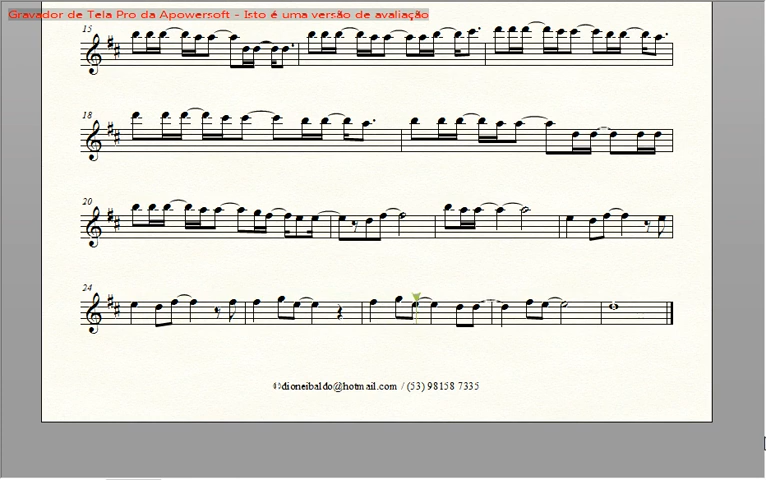 Gravador de Tela Pro da Apowersoft - Isto é uma versão de avaliação
15
18
20
24
©dioneibaldo@hotmail.com / (53) 98158 7335